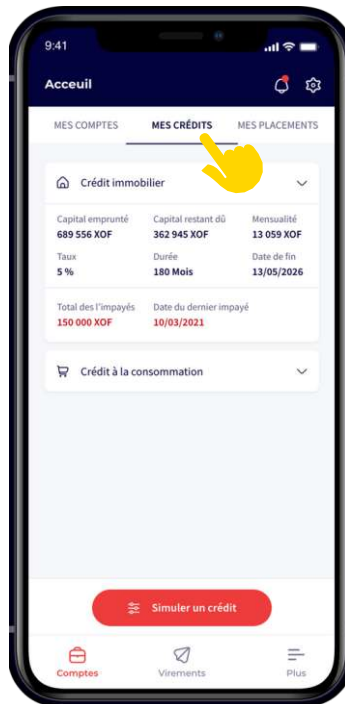 9:41
Acceuil
MES COMPTES MES CRÉDITS MES PLACEMENTS
Crédit immobilier
Capital emprunté Capital restant dû Mensualité
689 556 XOF 362 945 XOF 13 059 XOF
Taux Durée Date de fin
5 % 180 Mois 13/05/2026
Total des l'impayés Date du dernier impayé
150 000 XOF 10/03/2021
Crédit à la consommation
Simuler un crédit
Comptes Virements Plus